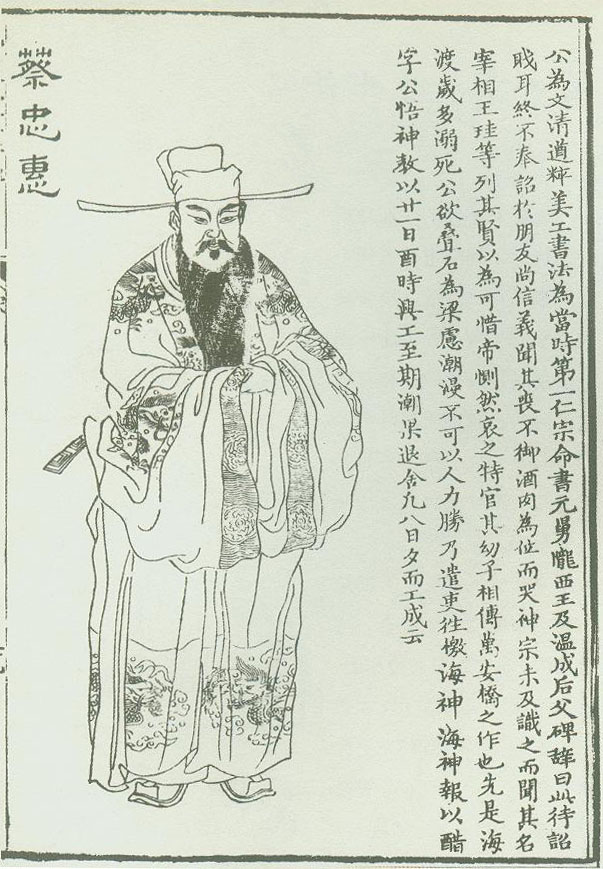 公為文清遒粹美工書法為當時第一仁宗命書元舅隴西王及温成后父碑辭曰此待詔
職耳終不奉詔於朋友尚信義聞其喪不御酒肉為位而哭神宗未及識之而聞其名
宰相王珪等列其賢以為可惜帝惻然哀之特官其幼子相傳萬安橋之作也先是海
渡歲多溺死公欲叠石為梁慮潮漫不可以人力勝乃遣吏往檄海神海神報以醋
字公悟神教以廿一日酉時興工至期潮果退舍凡八日夕而工成云
蔡忠惠